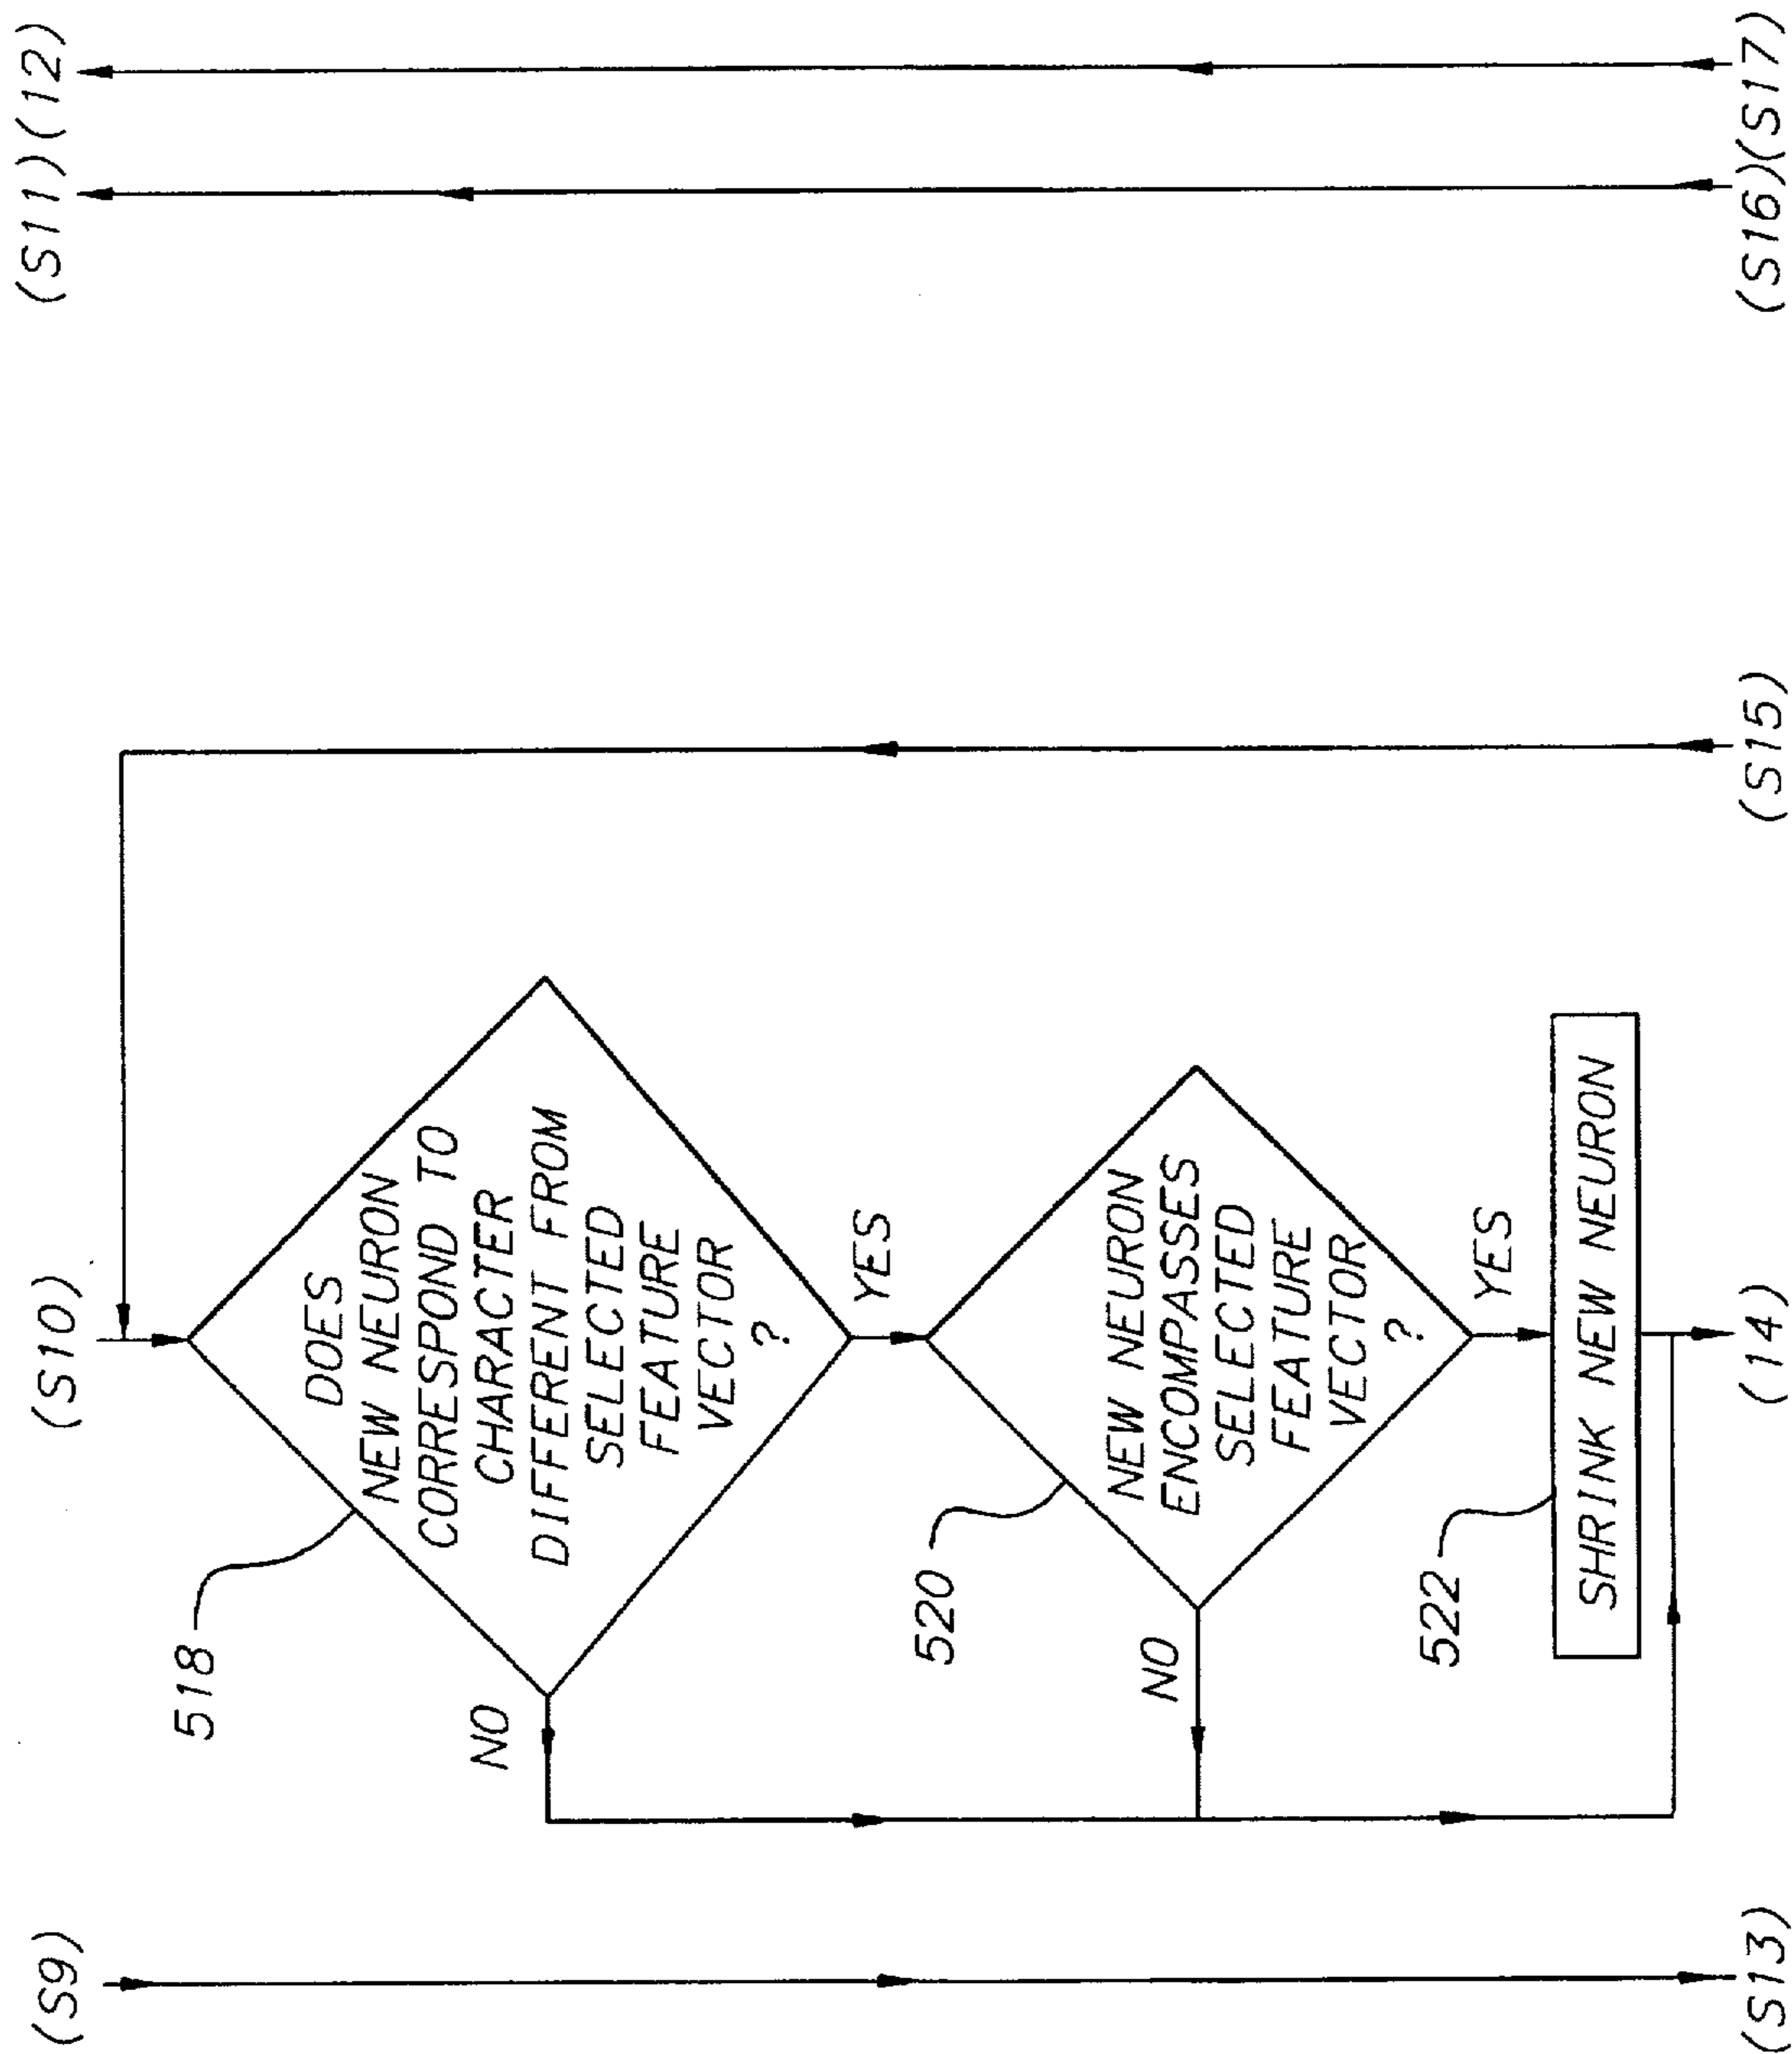 (S9)
(S10)
(S11)(12)
518
DOES
NEW NEURON
CORRESPOND TO
CHARACTER
DIFFERENT FROM
SELECTED
FEATURE
VECTOR
?
NO
YES
520
NEW NEURON
ENCOMPASSES
SELECTED
FEATURE
VECTOR
?
NO
YES
522
SHRINK NEW NEURON
(S13)
(14)
(S15)
(S16)(S17)